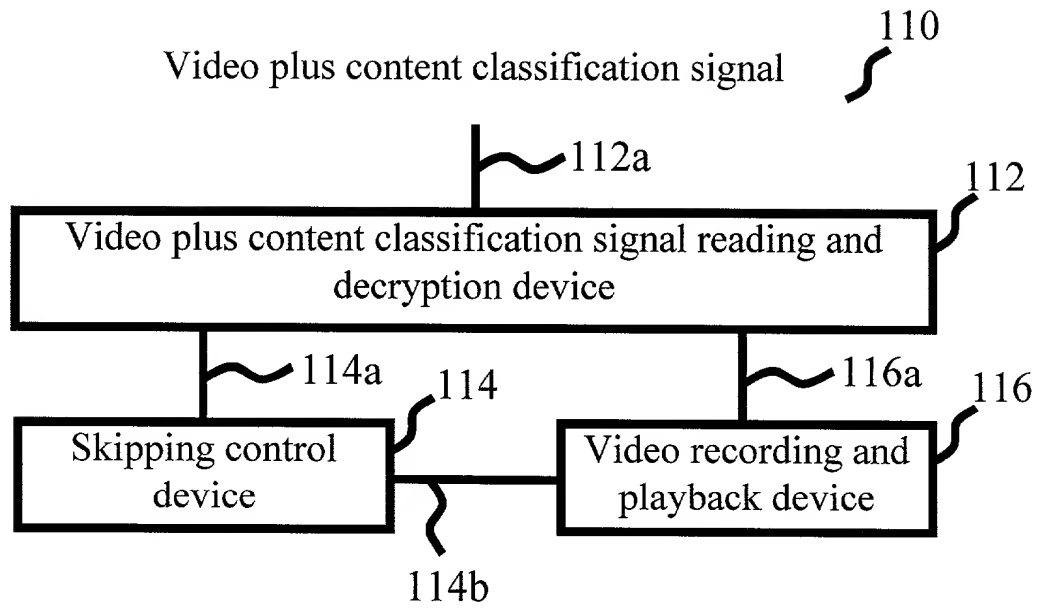 110
Video plus content classification signal
112a
112
Video plus content classification signal reading and
decryption device
114a
114
116a
116
Skipping control
device
Video recording and
playback device
114b